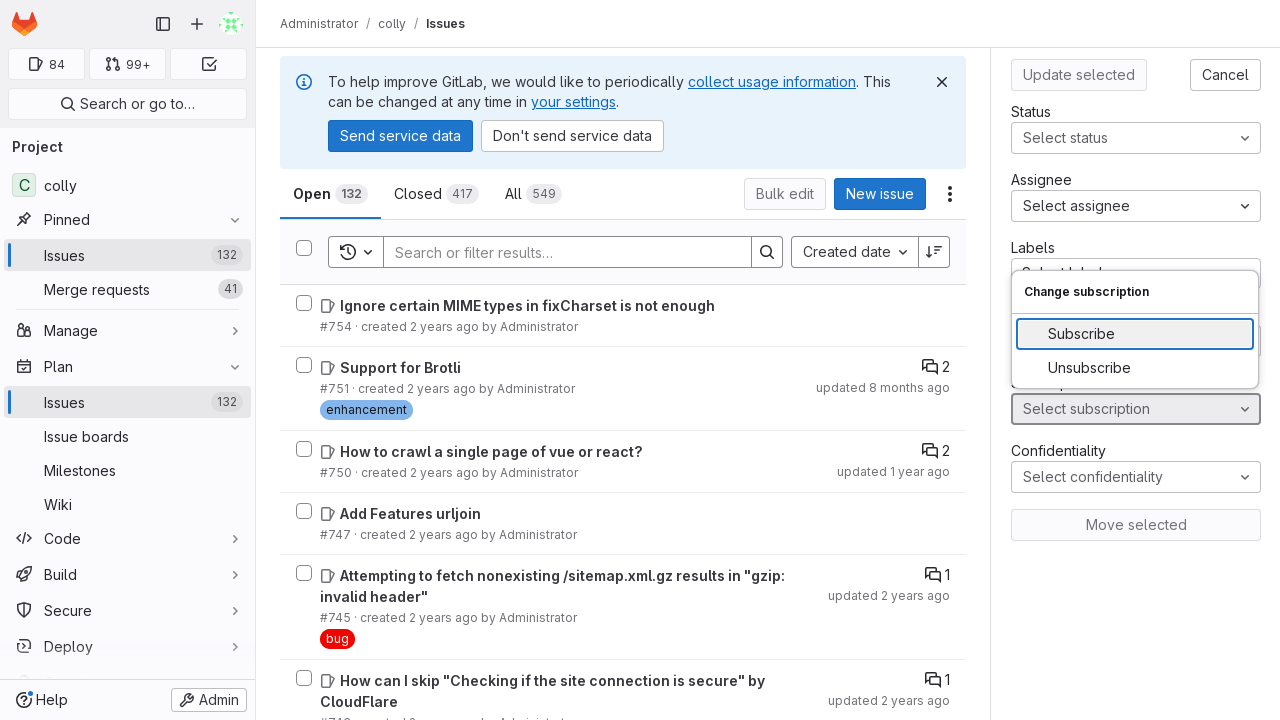 84
99+
Search or go to…
Project
C
colly
Pinned
Issues
132
Merge requests
41
Manage
Plan
Issues
132
Issue boards
Milestones
Wiki
Code
Build
Secure
Deploy
Help
Admin
Administrator / colly / Issues
To help improve GitLab, we would like to periodically collect usage information. This
can be changed at any time in your settings.
Send service data
Don't send service data
Open 132
Closed 417
All 549
Bulk edit
New issue
Search or filter results…
Created date
Ignore certain MIME types in fixCharset is not enough
#754 · created 2 years ago by Administrator
Support for Brotli
2
#751 · created 2 years ago by Administrator
updated 8 months ago
enhancement
How to crawl a single page of vue or react?
2
#750 · created 2 years ago by Administrator
updated 1 year ago
Add Features urljoin
#747 · created 2 years ago by Administrator
Attempting to fetch nonexisting /sitemap.xml.gz results in "gzip:
invalid header"
1
updated 2 years ago
#745 · created 2 years ago by Administrator
bug
How can I skip "Checking if the site connection is secure" by
CloudFlare
1
updated 2 years ago
Update selected
Cancel
Status
Select status
Assignee
Select assignee
Labels
Change subscription
Subscribe
Unsubscribe
Select subscription
Confidentiality
Select confidentiality
Move selected